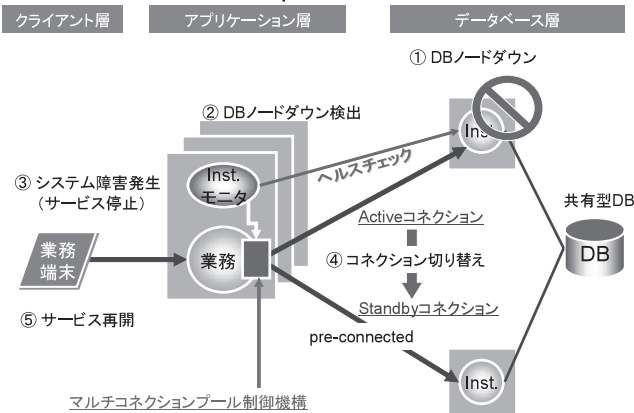 クライアント層
アプリケーション層
データベース層
① DBノードダウン
② DBノードダウン検出
Inst.
ヘルスチェック
Inst.
モニタ
③ システム障害発生
（サービス停止）
共有型DB
Activeコネクション
業務
端末
業務
④ コネクション切り替え
DB
⑤ サービス再開
Standbyコネクション
pre-connected
Inst.
マルチコネクションプール制御機構